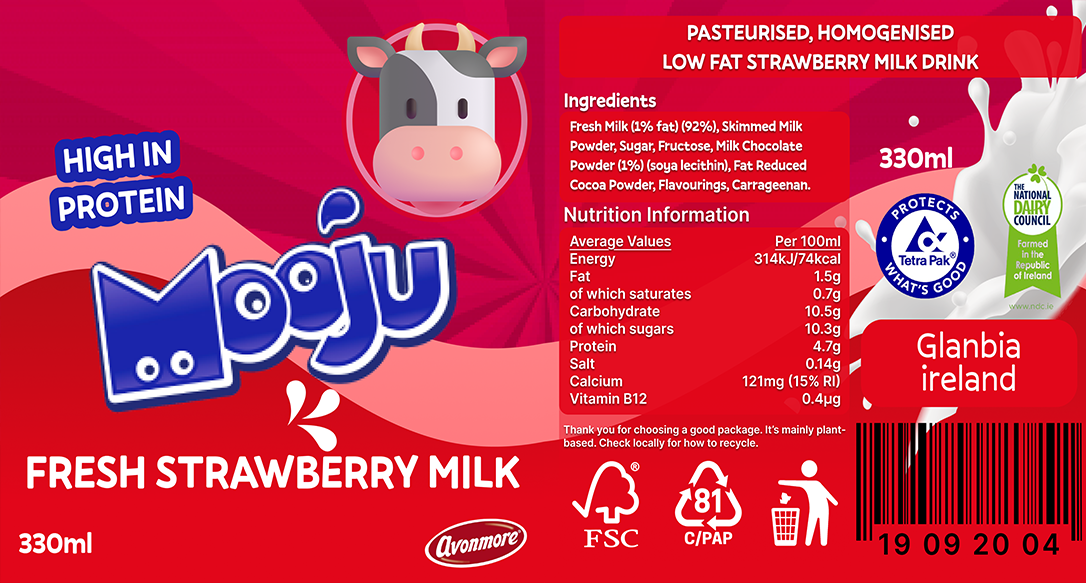 HIGH IN
PROTEIN
Mooju
FRESH STRAWBERRY MILK
330ml
avonmore®
PASTEURISED, HOMOGENISED
LOW FAT STRAWBERRY MILK DRINK
Ingredients
Fresh Milk (1% fat) (92%), Skimmed Milk
Powder, Sugar, Fructose, Milk Chocolate
Powder (1%) (soya lecithin), Fat Reduced
Cocoa Powder, Flavourings, Carrageenan.
Nutrition Information
Average Values Per 100ml
Energy 314kJ/74kcal
Fat 1.5g
of which saturates 0.7g
Carbohydrate 10.5g
of which sugars 10.3g
Protein 4.7g
Salt 0.14g
Calcium 121mg (15% RI)
Vitamin B12 0.4µg
Thank you for choosing a good package. It's mainly plant-
based. Check locally for how to recycle.
®
FSC
81
C/PAP
330ml
PROTECTS
Tetra Pak®
WHAT'S GOOD
THE
NATIONAL
DAIRY
COUNCIL
Farmed
in the
Republic
of Ireland
www.ndc.ie
Glanbia
ireland
19 09 20 04